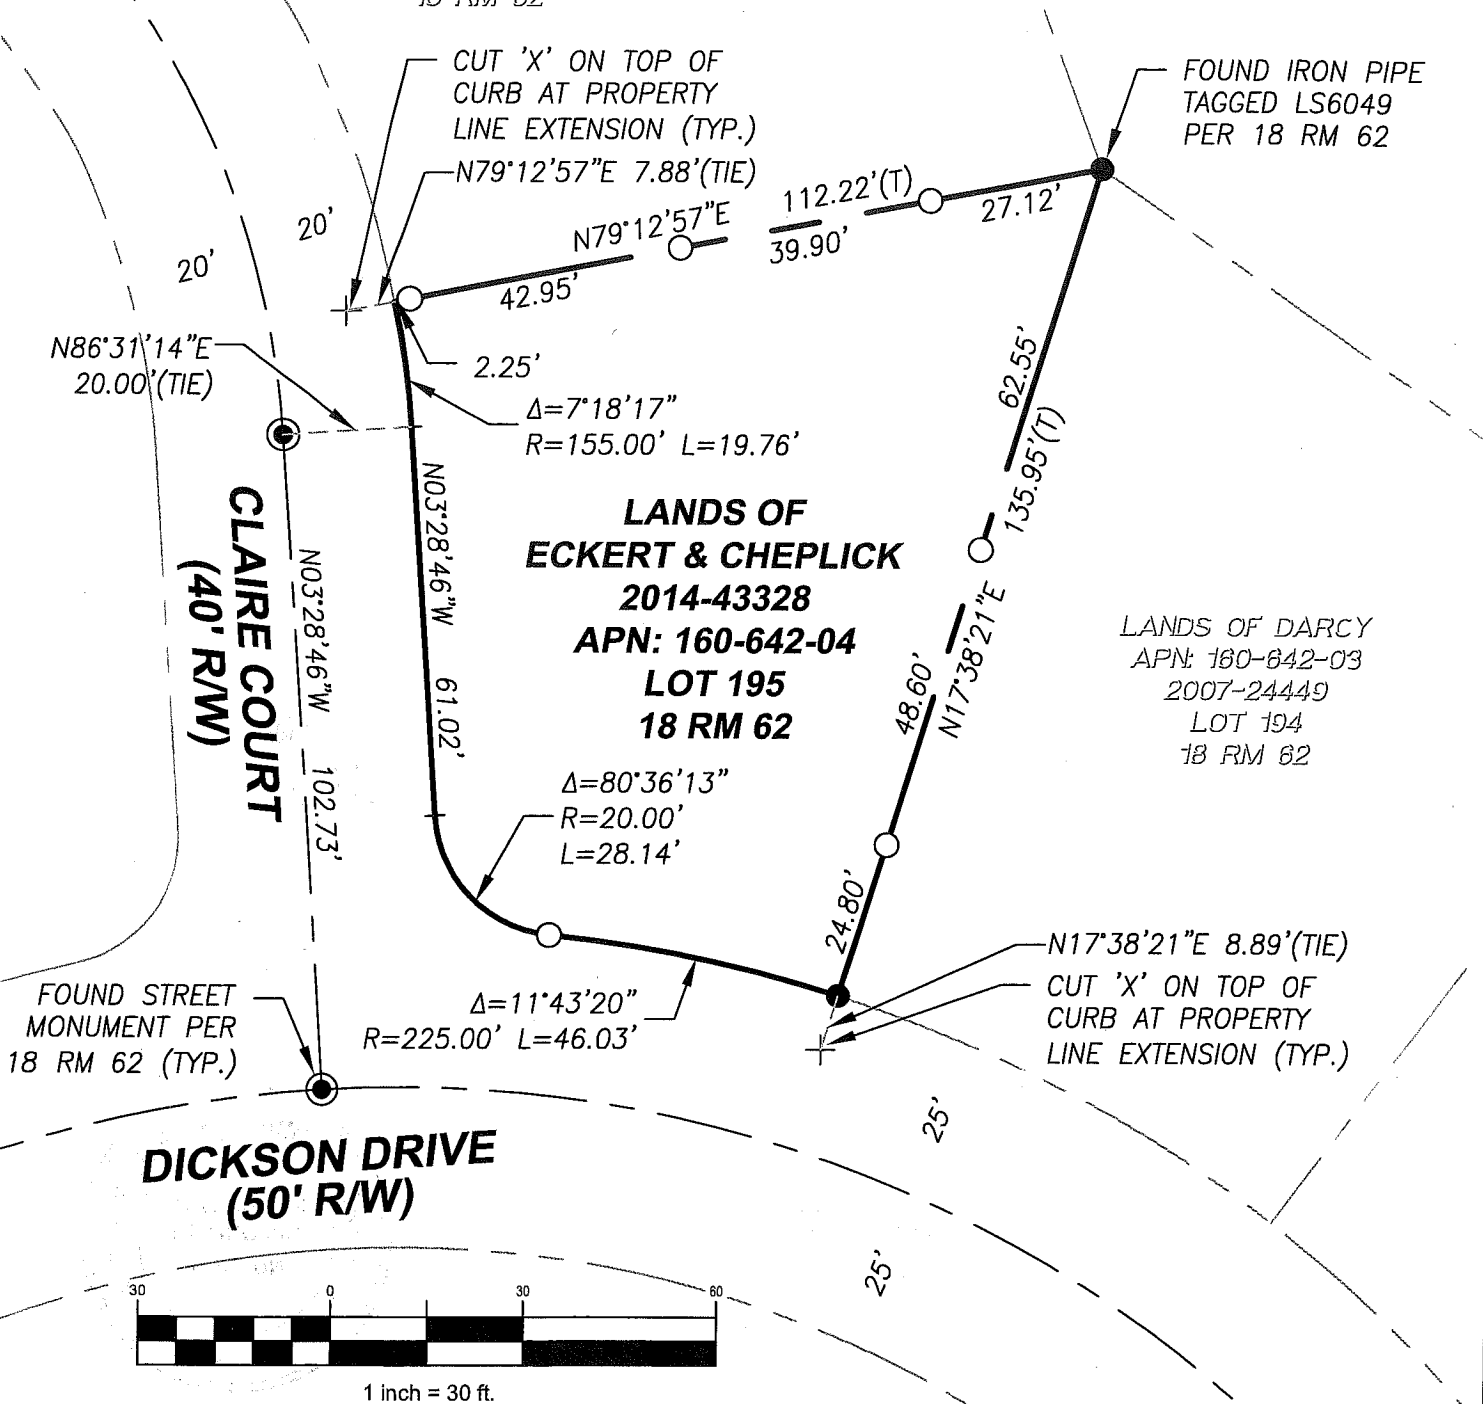 18 RM 62
CUT 'X' ON TOP OF
CURB AT PROPERTY
LINE EXTENSION (TYP.)
N79°12'57"E 7.88'(TIE)
FOUND IRON PIPE
TAGGED LS6049
PER 18 RM 62
112.22'(T)
N79°12'57"E
27.12'
39.90'
42.95'
20'
20'
N86°31'14"E
20.00'(TIE)
2.25'
Δ=7°18'17"
R=155.00' L=19.76'
62.55'
135.95'(T)
N03°28'46"W 61.02'
LANDS OF
ECKERT & CHEPLICK
2014-43328
APN: 160-642-04
LOT 195
18 RM 62
CLAIRE COURT
(40' R/W)
N03°28'46"W 102.73'
48.60'
N17°38'21"E
LANDS OF DARCY
APN: 160-642-03
2007-24449
LOT 194
18 RM 62
Δ=80°36'13"
R=20.00'
L=28.14'
24.80'
N17°38'21"E 8.89'(TIE)
CUT 'X' ON TOP OF
CURB AT PROPERTY
LINE EXTENSION (TYP.)
FOUND STREET
MONUMENT PER
18 RM 62 (TYP.)
Δ=11°43'20"
R=225.00' L=46.03'
25'
DICKSON DRIVE
(50' R/W)
25'
30 0 30 60
1 inch = 30 ft.